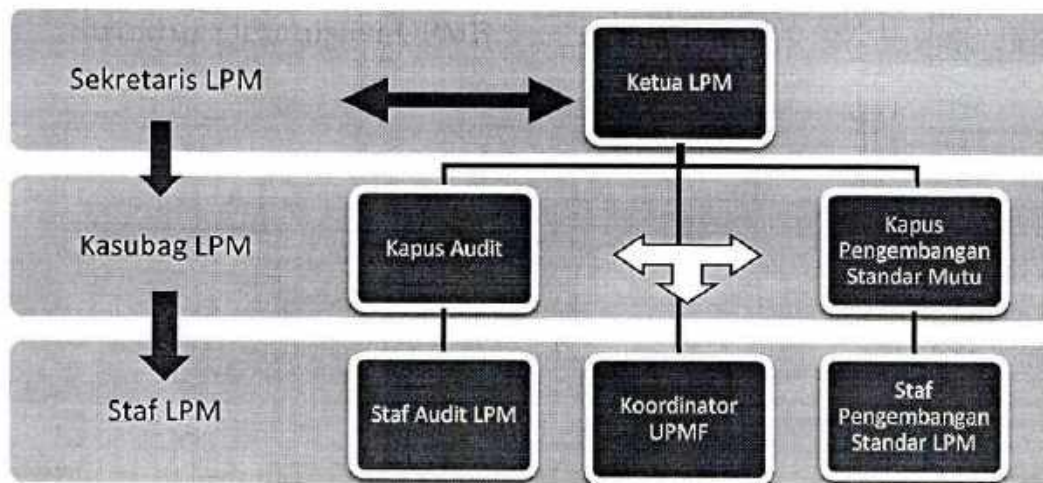 Sekretaris LPM
Ketua LPM
Kasubag LPM
Kapus Audit
Kapus
Pengembangan
Standar Mutu
Staf LPM
Staf Audit LPM
Koordinator
UPMF
Staf
Pengembangan
Standar LPM